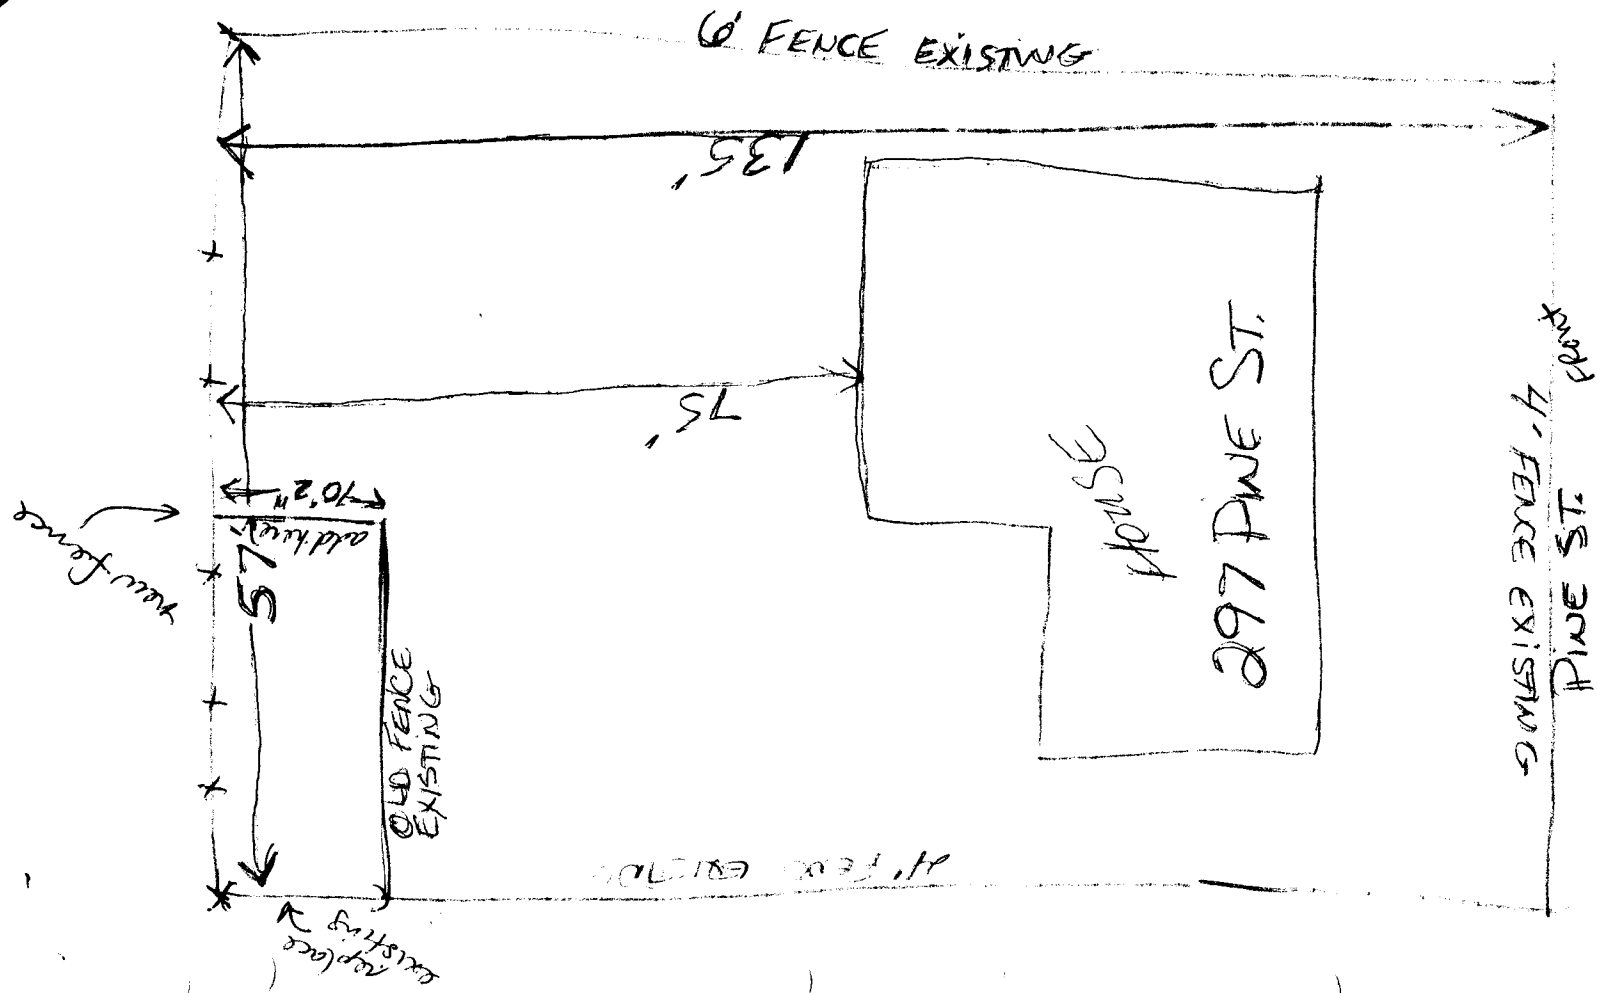 6' FENCE EXISTING
135'
75'
10'2"
add here
57'
new fence
OLD FENCE
EXISTING
HOUSE
297 PINE ST.
front
4' FENCE EXISTING
PINE ST.
4' FENCE EXISTING
replace
existing